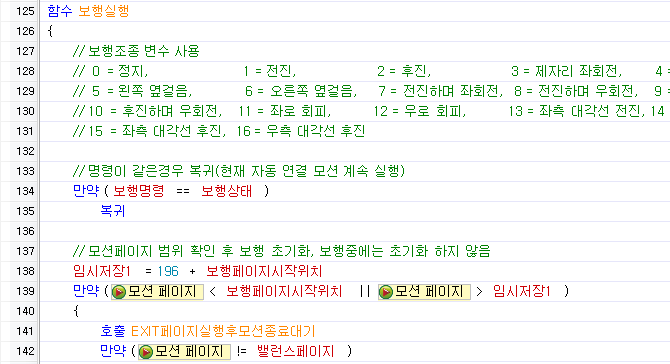 125 함수 보행실행
126 {
127 // 보행조종 변수 사용
128 // 0 = 정지, 1 = 전진, 2 = 후진, 3 = 제자리 좌회전, 4 =
129 // 5 = 왼쪽 옆걸음, 6 = 오른쪽 옆걸음, 7 = 전진하며 좌회전, 8 = 전진하며 우회전, 9 =
130 //10 = 후진하며 우회전, 11 = 좌로 회피, 12 = 우로 회피, 13 = 좌측 대각선 전진, 14
131 //15 = 좌측 대각선 후진, 16 = 우측 대각선 후진
132
133 // 명령이 같은경우 복귀(현재 자동 연결 모션 계속 실행)
134 만약 ( 보행명령 == 보행상태 )
135 복귀
136
137 // 모션페이지 범위 확인 후 보행 초기화, 보행중에는 초기화 하지 않음
138 임시저장1 = 196 + 보행페이지시작위치
139 만약 ( 모션 페이지 < 보행페이지시작위치 || 모션 페이지 > 임시저장1 )
140 {
141 호출 EXIT페이지실행후모션종료대기
142 만약 ( 모션 페이지 != 밸런스페이지 )